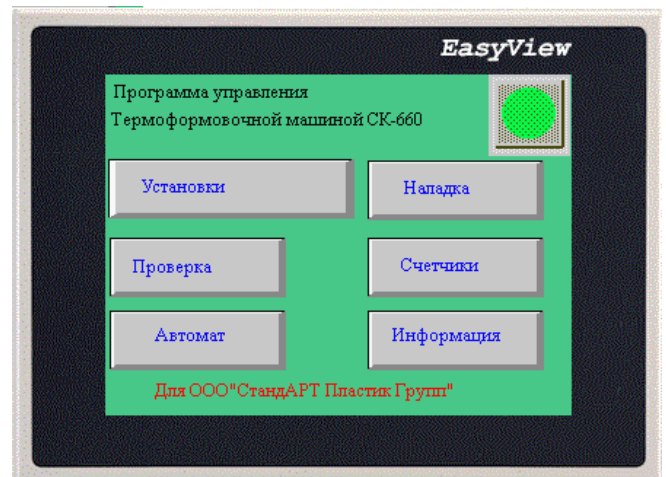 EasyView
Программа управления
Термоформовочной машиной СК-660
Установки
Наладка
Проверка
Счетчики
Автомат
Информация
Для ООО"СтандАРТ Пластик Групп"